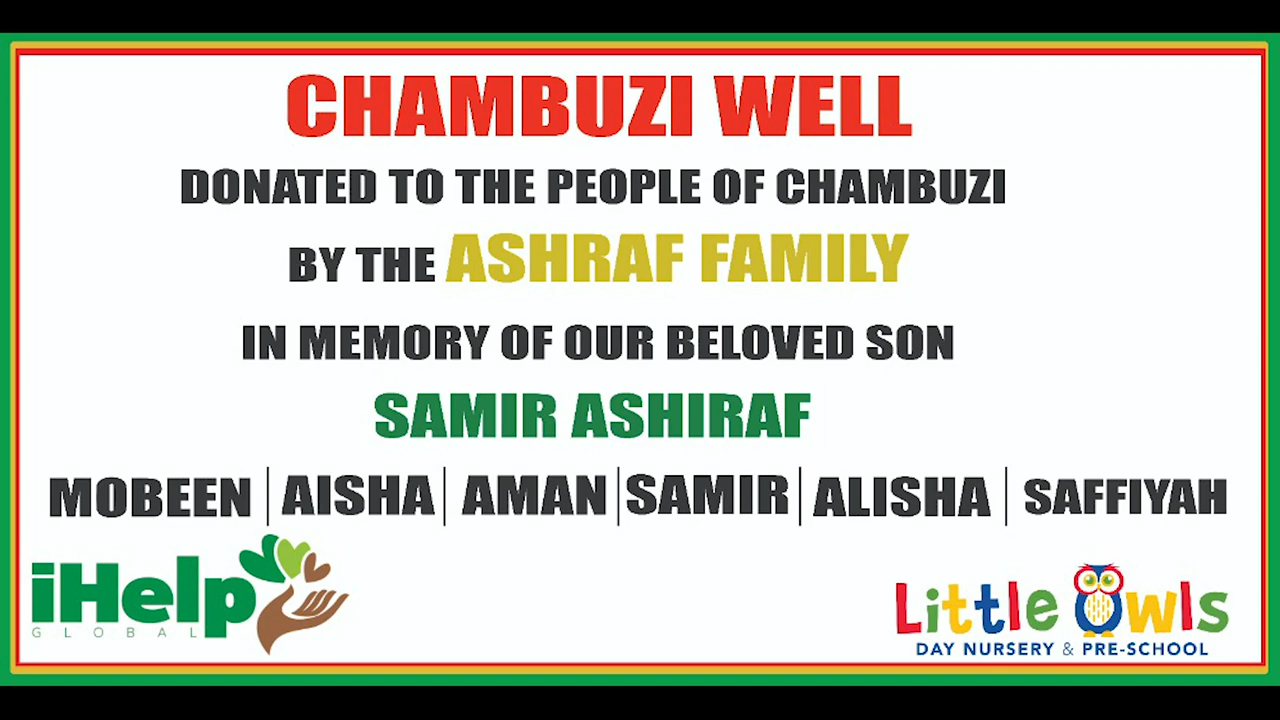 CHAMBUZI WELL
DONATED TO THE PEOPLE OF CHAMBUZI
BY THE ASHRAF FAMILY
IN MEMORY OF OUR BELOVED SON
SAMIR ASHIRAF
MOBEEN | AISHA | AMAN | SAMIR | ALISHA | SAFFIYAH
iHelp
GLOBAL
Little Owls
DAY NURSERY & PRE-SCHOOL